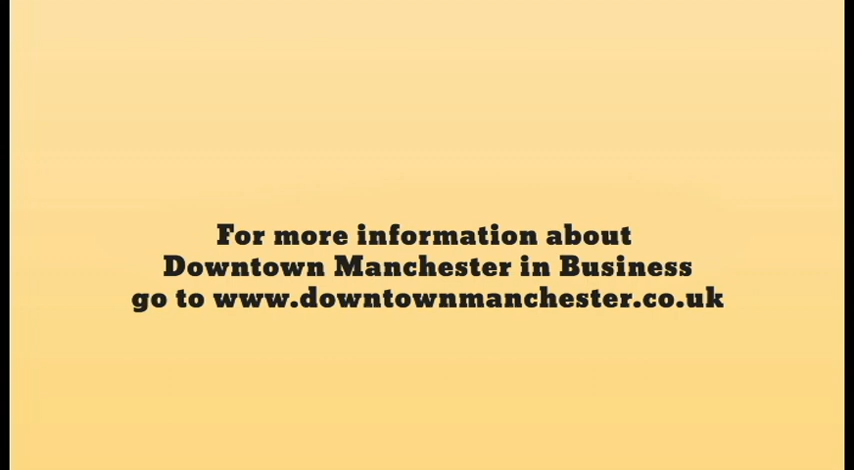 For more information about
Downtown Manchester in Business
go to www.downtownmanchester.co.uk